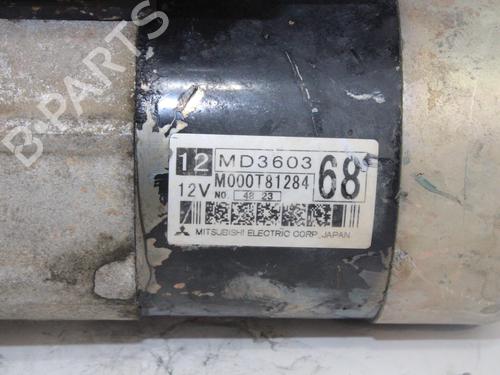 B-PARTS
12 MD3603 68
12V M000T81284
NO 48 23
MITSUBISHI ELECTRIC CORP. JAPAN